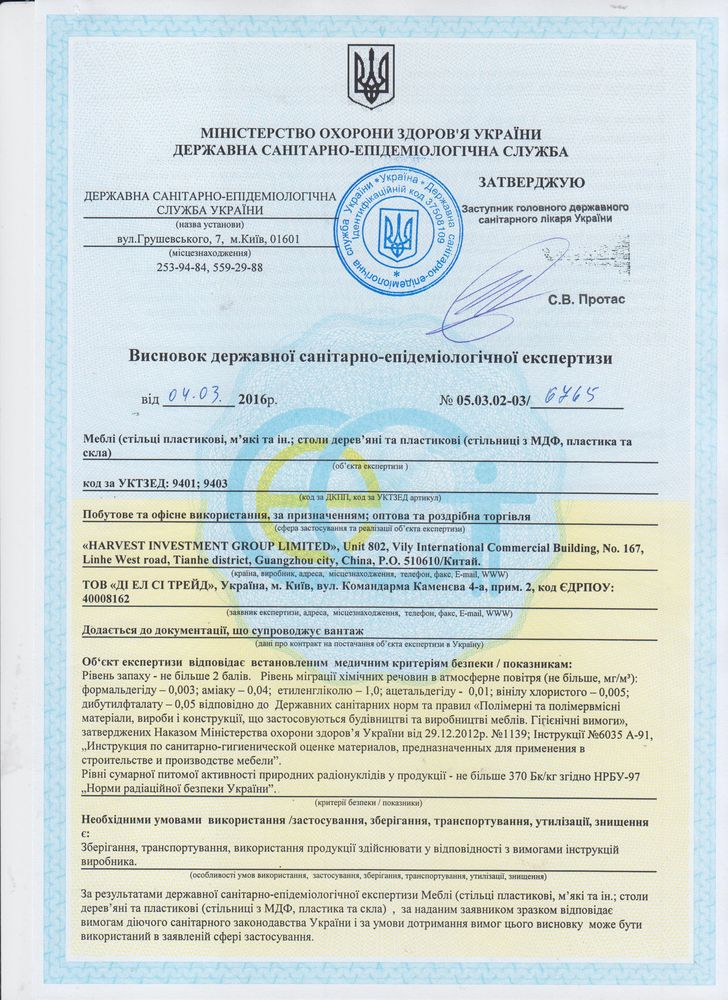 МІНІСТЕРСТВО ОХОРОНИ ЗДОРОВ'Я УКРАЇНИ
ДЕРЖАВНА САНІТАРНО-ЕПІДЕМІОЛОГІЧНА СЛУЖБА
ДЕРЖАВНА САНІТАРНО-ЕПІДЕМІОЛОГІЧНА
СЛУЖБА УКРАЇНИ
(назва установи)
вул.Грушевського, 7, м.Київ, 01601
(місцезнаходження)
253-94-84, 559-29-88
Україна * Державна санітарно-епідеміологічна служба України *
Ідентифікаційний код 37508109
ЗАТВЕРДЖУЮ
Заступник головного державного
санітарного лікаря України
С.В. Протас
Висновок державної санітарно-епідеміологічної експертизи
від 04.03. 2016р.
№ 05.03.02-03/ 6765
Меблі (стільці пластикові, м’які та ін.; столи дерев’яні та пластикові (стільниці з МДФ, пластика та
скла)
(об’єкта експертизи )
код за УКТЗЕД: 9401; 9403
(код за ДКПП, код за УКТЗЕД артикул)
Побутове та офісне використання, за призначенням; оптова та роздрібна торгівля
(сфера застосування та реалізації об’єкта експертизи)
«HARVEST INVESTMENT GROUP LIMITED», Unit 802, Vily International Commercial Building, No. 167,
Linhe West road, Tianhe district, Guangzhou city, China, P.O. 510610/Китай.
(країна, виробник, адреса, місцезнаходження, телефон, факс, E-mail, WWW)
ТОВ «ДІ ЕЛ СІ ТРЕЙД», Україна, м. Київ, вул. Командарма Каменєва 4-а, прим. 2, код ЄДРПОУ:
40008162
(заявник експертизи, адреса, місцезнаходження, телефон, факс, E-mail, WWW)
Додається до документації, що супроводжує вантаж
(дані про контракт на постачання об’єкта експертизи в Україну)
Об‘єкт експертизи відповідає встановленим медичним критеріям безпеки / показникам:
Рівень запаху - не більше 2 балів. Рівень міграції хімічних речовин в атмосферне повітря (не більше, мг/м³):
формальдегіду – 0,003; аміаку – 0,04; етиленгліколю – 1,0; ацетальдегіду - 0,01; вінілу хлористого – 0,005;
дибутилфталату – 0,05 відповідно до Державних санітарних норм та правил «Полімерні та полімервмісні
матеріали, вироби і конструкції, що застосовуються будівництві та виробництві меблів. Гігієнічні вимоги»,
затверджених Наказом Міністерства охорони здоров’я України від 29.12.2012р. №1139; Інструкції №6035 А-91,
„Инструкция по санитарно-гигиенической оценке материалов, предназначенных для применения в
строительстве и производстве мебели”.
Рівні сумарної питомої активності природних радіонуклідів у продукції - не більше 370 Бк/кг згідно НРБУ-97
„Норми радіаційної безпеки України”.
(критерії безпеки / показники)
Необхідними умовами використання /застосування, зберігання, транспортування, утилізації, знищення
є:
Зберігання, транспортування, використання продукції здійснювати у відповідності з вимогами інструкцій
виробника.
(особливості умов використання, застосування, зберігання, транспортування, утилізації, знищення)
За результатами державної санітарно-епідеміологічної експертизи Меблі (стільці пластикові, м’які та ін.; столи
дерев’яні та пластикові (стільниці з МДФ, пластика та скла) , за наданим заявником зразком відповідає
вимогам діючого санітарного законодавства України і за умови дотримання вимог цього висновку може бути
використаний в заявленій сфері застосування.